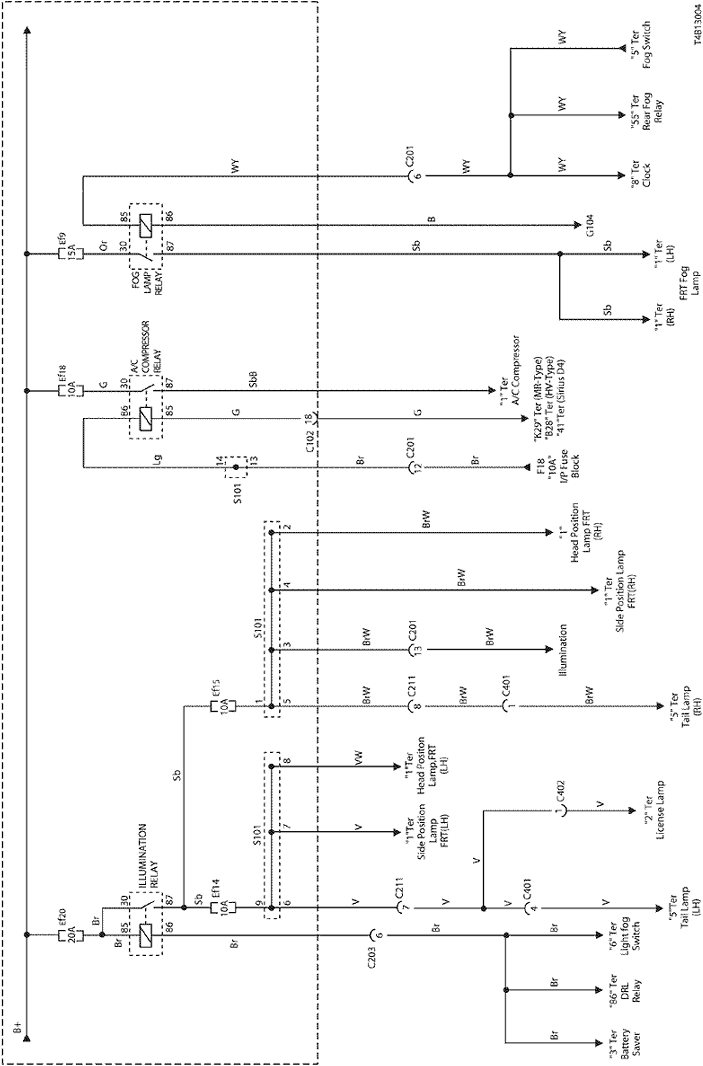 B+
Ef20
20A
Ef18
10A
Ef9
15A
Br
Br
85
30
ILLUMINATION
RELAY
86
87
G
86
30
A/C
COMPRESSOR
RELAY
85
87
Or
30
85
FOG
LAMP
RELAY
87
86
WY
Lg
Sb
Sb
Ef14
10A
Ef15
10A
Br
9
S101
6
7
8
1
S101
5
3
4
2
14
S101
13
G
SbB
Sb
B
C203
6
V
C211
7
V
VW
BrW
C211
8
BrW
C201
13
BrW
BrW
C102
18
Br
C201
12
G
C201
6
WY
Br
V
V
C401
4
V
C402
1
V
BrW
C401
1
BrW
BrW
Br
Sb
Sb
WY
WY
WY
Br
Br
Br
"3" Ter
Battery
Saver
"86" Ter
DRL
Relay
"6" Ter
Light fog
Switch
"5"Ter
Tail Lamp
(LH)
"2" Ter
License Lamp
"1"Ter
Side Position
Lamp
FRT(LH)
"1"Ter
Head Positon
Lamp,FRT
(LH)
"5" Ter
Tail Lamp
(RH)
Illumination
"1" Ter
Side Position Lamp
FRT(RH)
"1"
Head Position
Lamp FRT
(RH)
F18
"10A"
I/P Fuse
Block
"K29" Ter (MR-Type)
"B28" Ter (HV-Type)
"41"Ter (Sirius D4)
"1" Ter
A/C Compressor
"1" Ter
(RH)
"1" Ter
(LH)
FRT Fog
Lamp
G104
"8" Ter
Clock
"55" Ter
Rear Fog
Relay
"5" Ter
Fog Switch
T4B13004